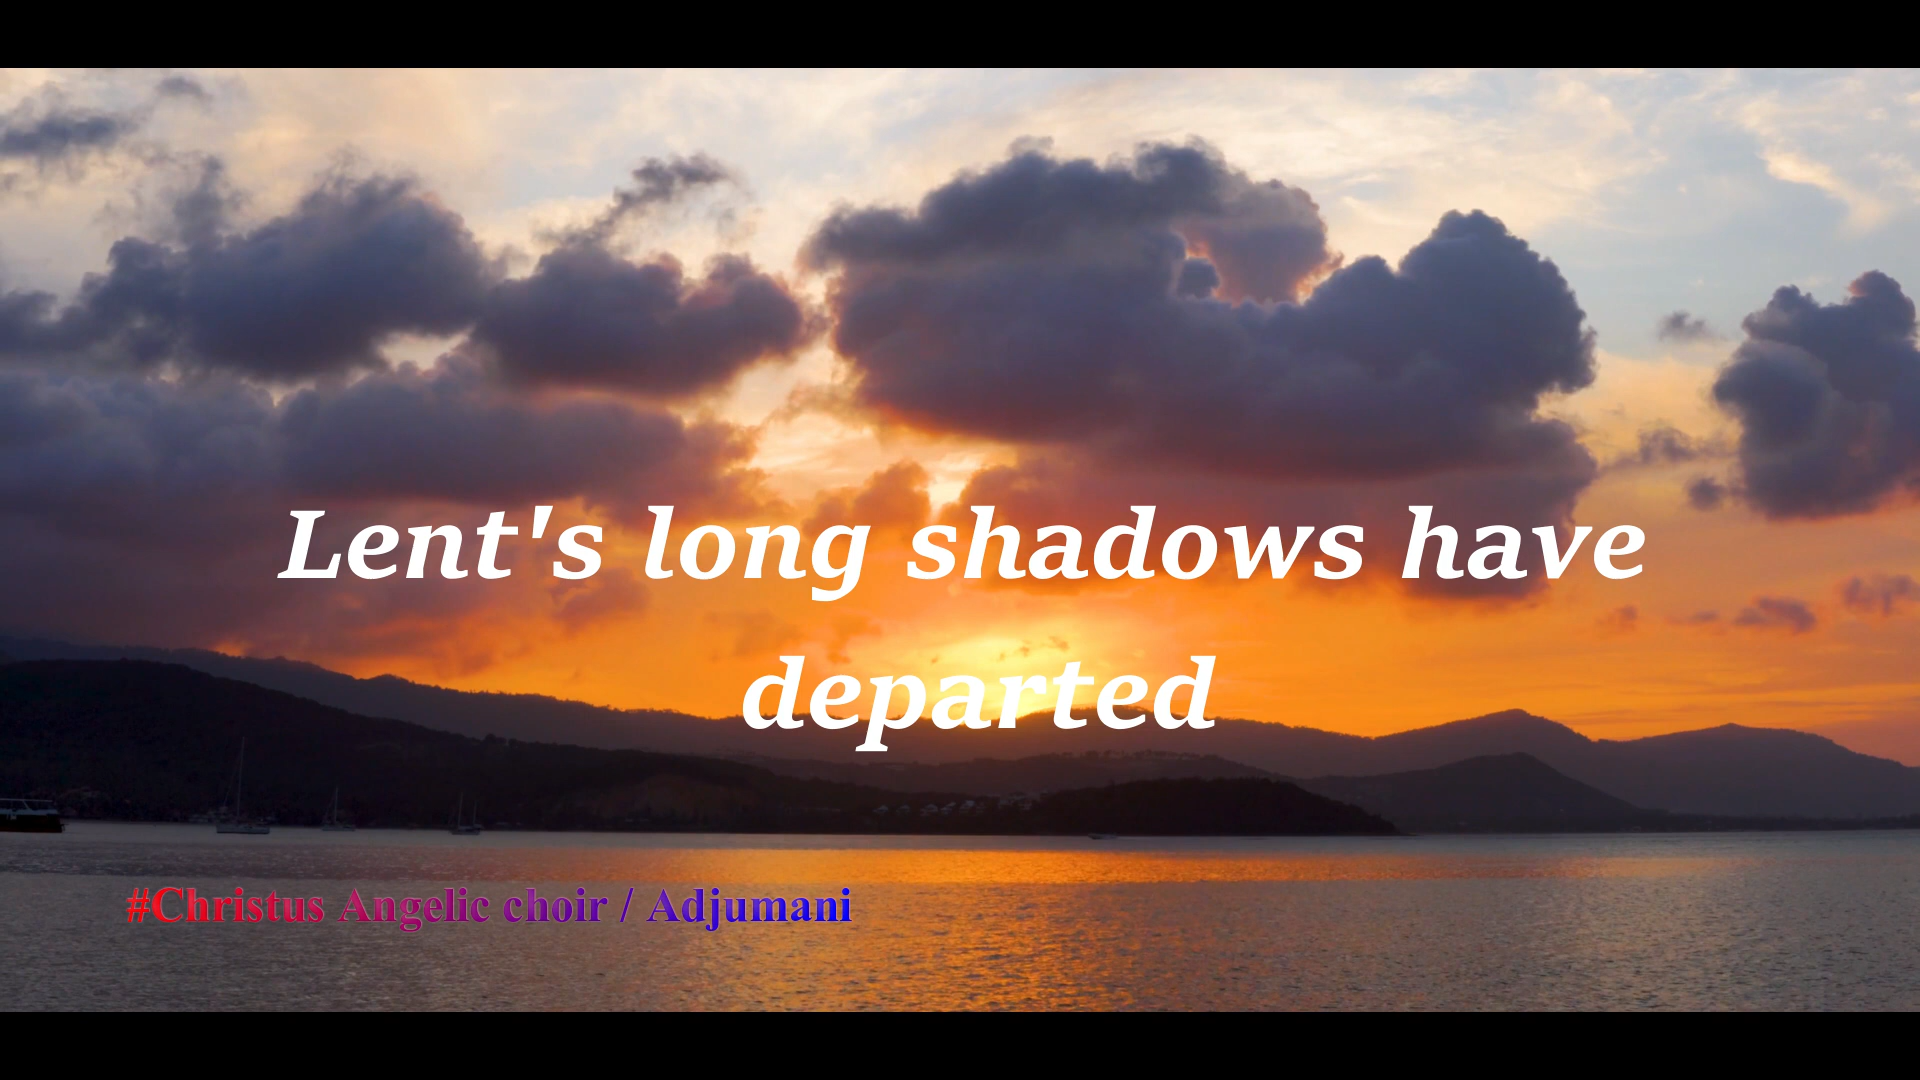 Lent's long shadows have
departed
#Christus Angelic choir / Adjumani